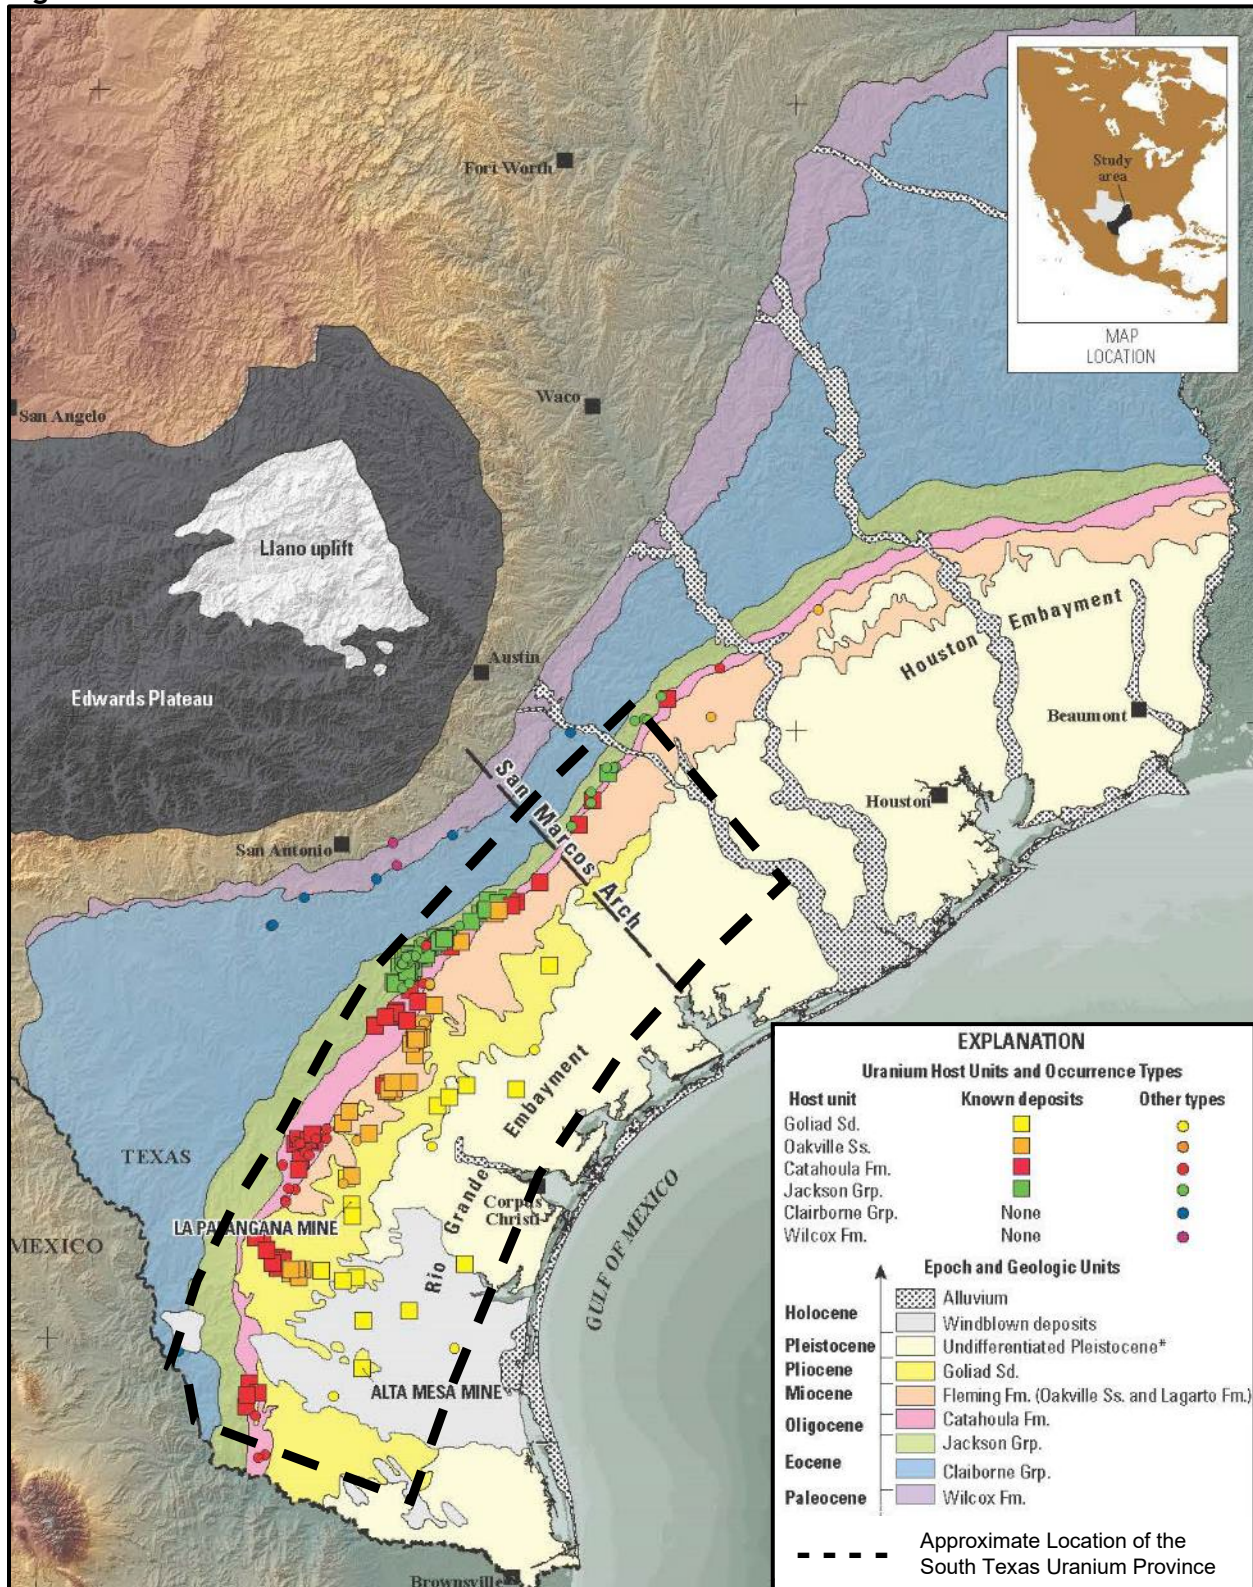 Fort Worth
Study
area
MAP
LOCATION
San Angelo
Waco
Llano uplift
Austin
Edwards Plateau
Houston Embayment
Beaumont
San Marcos Arch
Houston
San Antonio
Rio Grande Embayment
TEXAS
LA PALANGANA MINE
Corpus
Christi
MEXICO
GULF OF MEXICO
ALTA MESA MINE
Brownsville
EXPLANATION
Uranium Host Units and Occurrence Types
Host unit Known deposits Other types
Goliad Sd.
Oakville Ss.
Catahoula Fm.
Jackson Grp.
Clairborne Grp. None
Wilcox Fm. None
Epoch and Geologic Units
Holocene Alluvium
Windblown deposits
Pleistocene Undifferentiated Pleistocene*
Pliocene Goliad Sd.
Miocene Fleming Fm. (Oakville Ss. and Lagarto Fm.)
Oligocene Catahoula Fm.
Jackson Grp.
Eocene Claiborne Grp.
Paleocene Wilcox Fm.
Approximate Location of the
South Texas Uranium Province